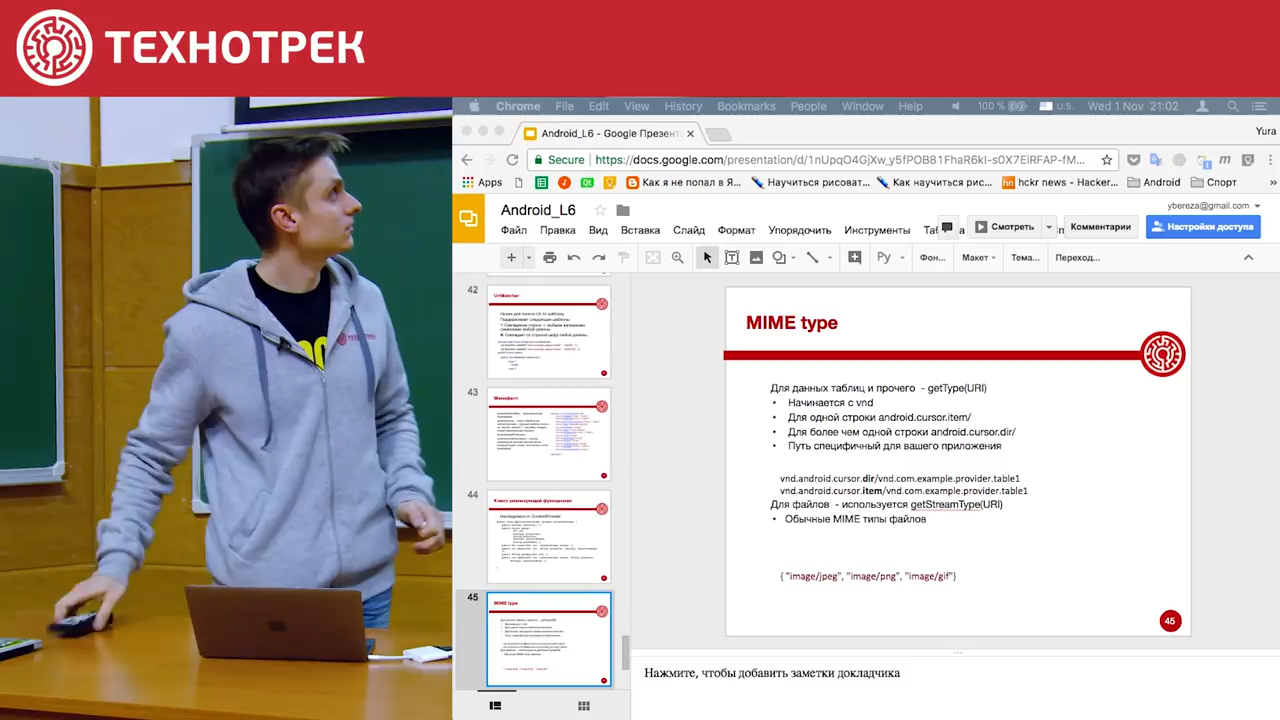 ТЕХНОТРЕК
Chrome File Edit View History Bookmarks People Window Help 100 % U.S. Wed 1 Nov 21:02
Android_L6 - Google Презент
Yura
Secure https://docs.google.com/presentation/d/1nUpqO4GjXw_y5fPOB81FhaR6kI-s0X7EiRFAP-fM...
Apps Как я не попал в Я... Научиться рисоват... Как научиться рисо... hckr news - Hacker... Android Спорт »
Android_L6
ybereza@gmail.com
Файл Правка Вид Вставка Слайд Формат Упорядочить Инструменты
Смотреть Комментарии Настройки доступа
Фон... Макет Тема... Переход...
42
UriMatcher
43
Манифест
44
Класс реализующий функционал
Наследование от ContentProvider
45
MIME type
MIME type
Для данных таблиц и прочего - getType(URI)
• Начинается с vnd
• Для одной строки android.cursor.item/
• Для больше чем одной строки android.cursor.dir/
• Путь специфичный для вашего приложения
vnd.android.cursor.dir/vnd.com.example.provider.table1
vnd.android.cursor.item/vnd.com.example.provider.table1
Для файлов - используется getStreamType(URI)
Обычные MIME типы файлов
{ "image/jpeg", "image/png", "image/gif"}
45
Нажмите, чтобы добавить заметки докладчика